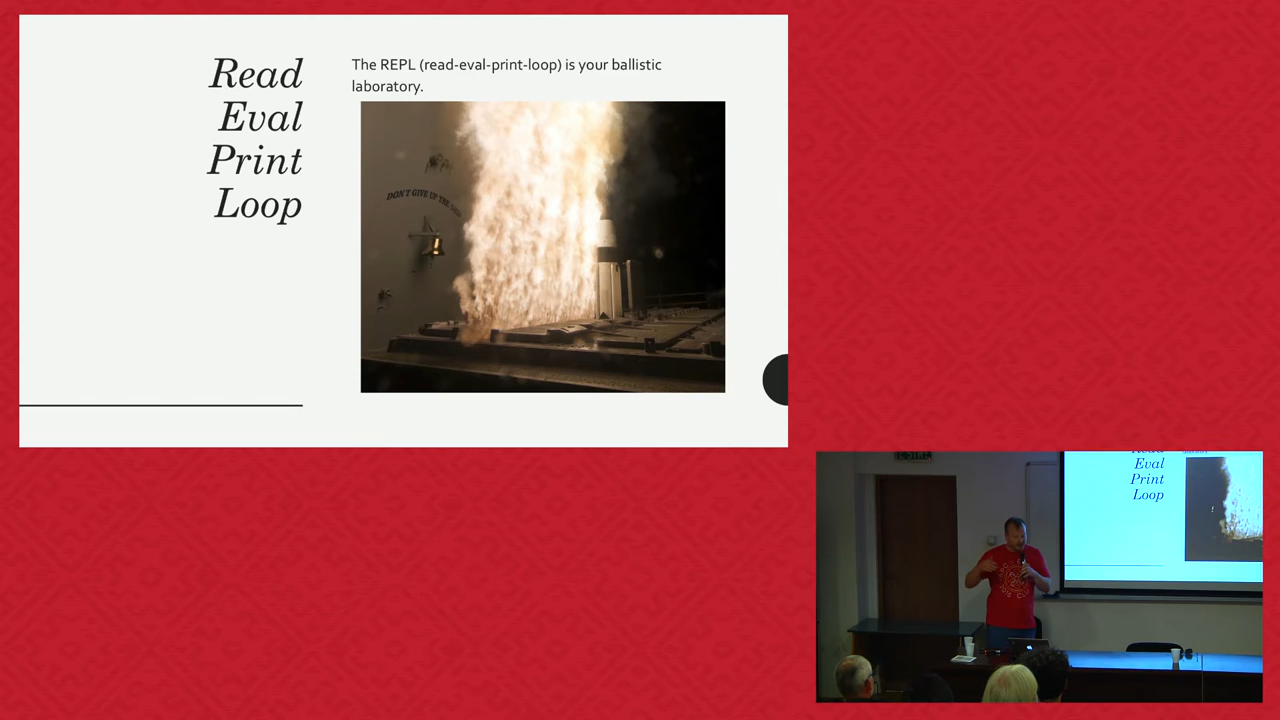 Read
Eval
Print
Loop
The REPL (read-eval-print-loop) is your ballistic
laboratory.
DON'T GIVE UP THE
Eval
Print
Loop